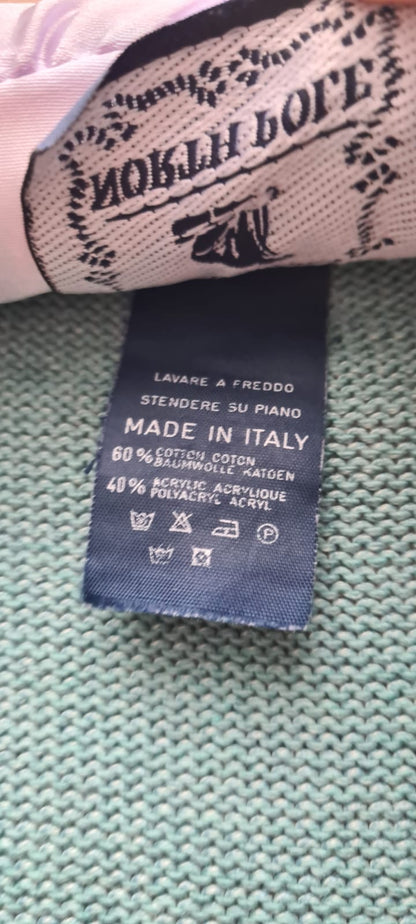 NORTH POLE
LAVARE A FREDDO
STENDERE SU PIANO
MADE IN ITALY
60% COTTON COTON
BAUMWOLLE KATOEN
40% ACRYLIC ACRYLIQUE
POLYACRYL ACRYL
P